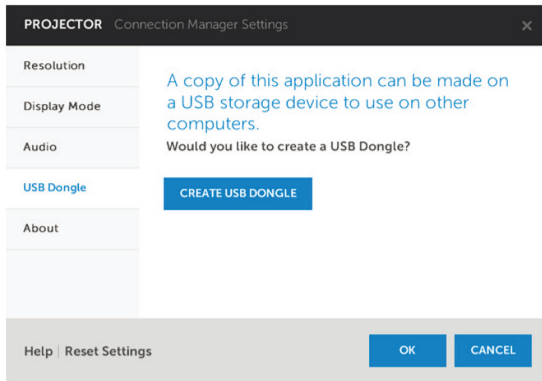 PROJECTOR Connection Manager Settings
Resolution
Display Mode
Audio
USB Dongle
About
A copy of this application can be made on
a USB storage device to use on other
computers.
Would you like to create a USB Dongle?
CREATE USB DONGLE
Help | Reset Settings
OK
CANCEL